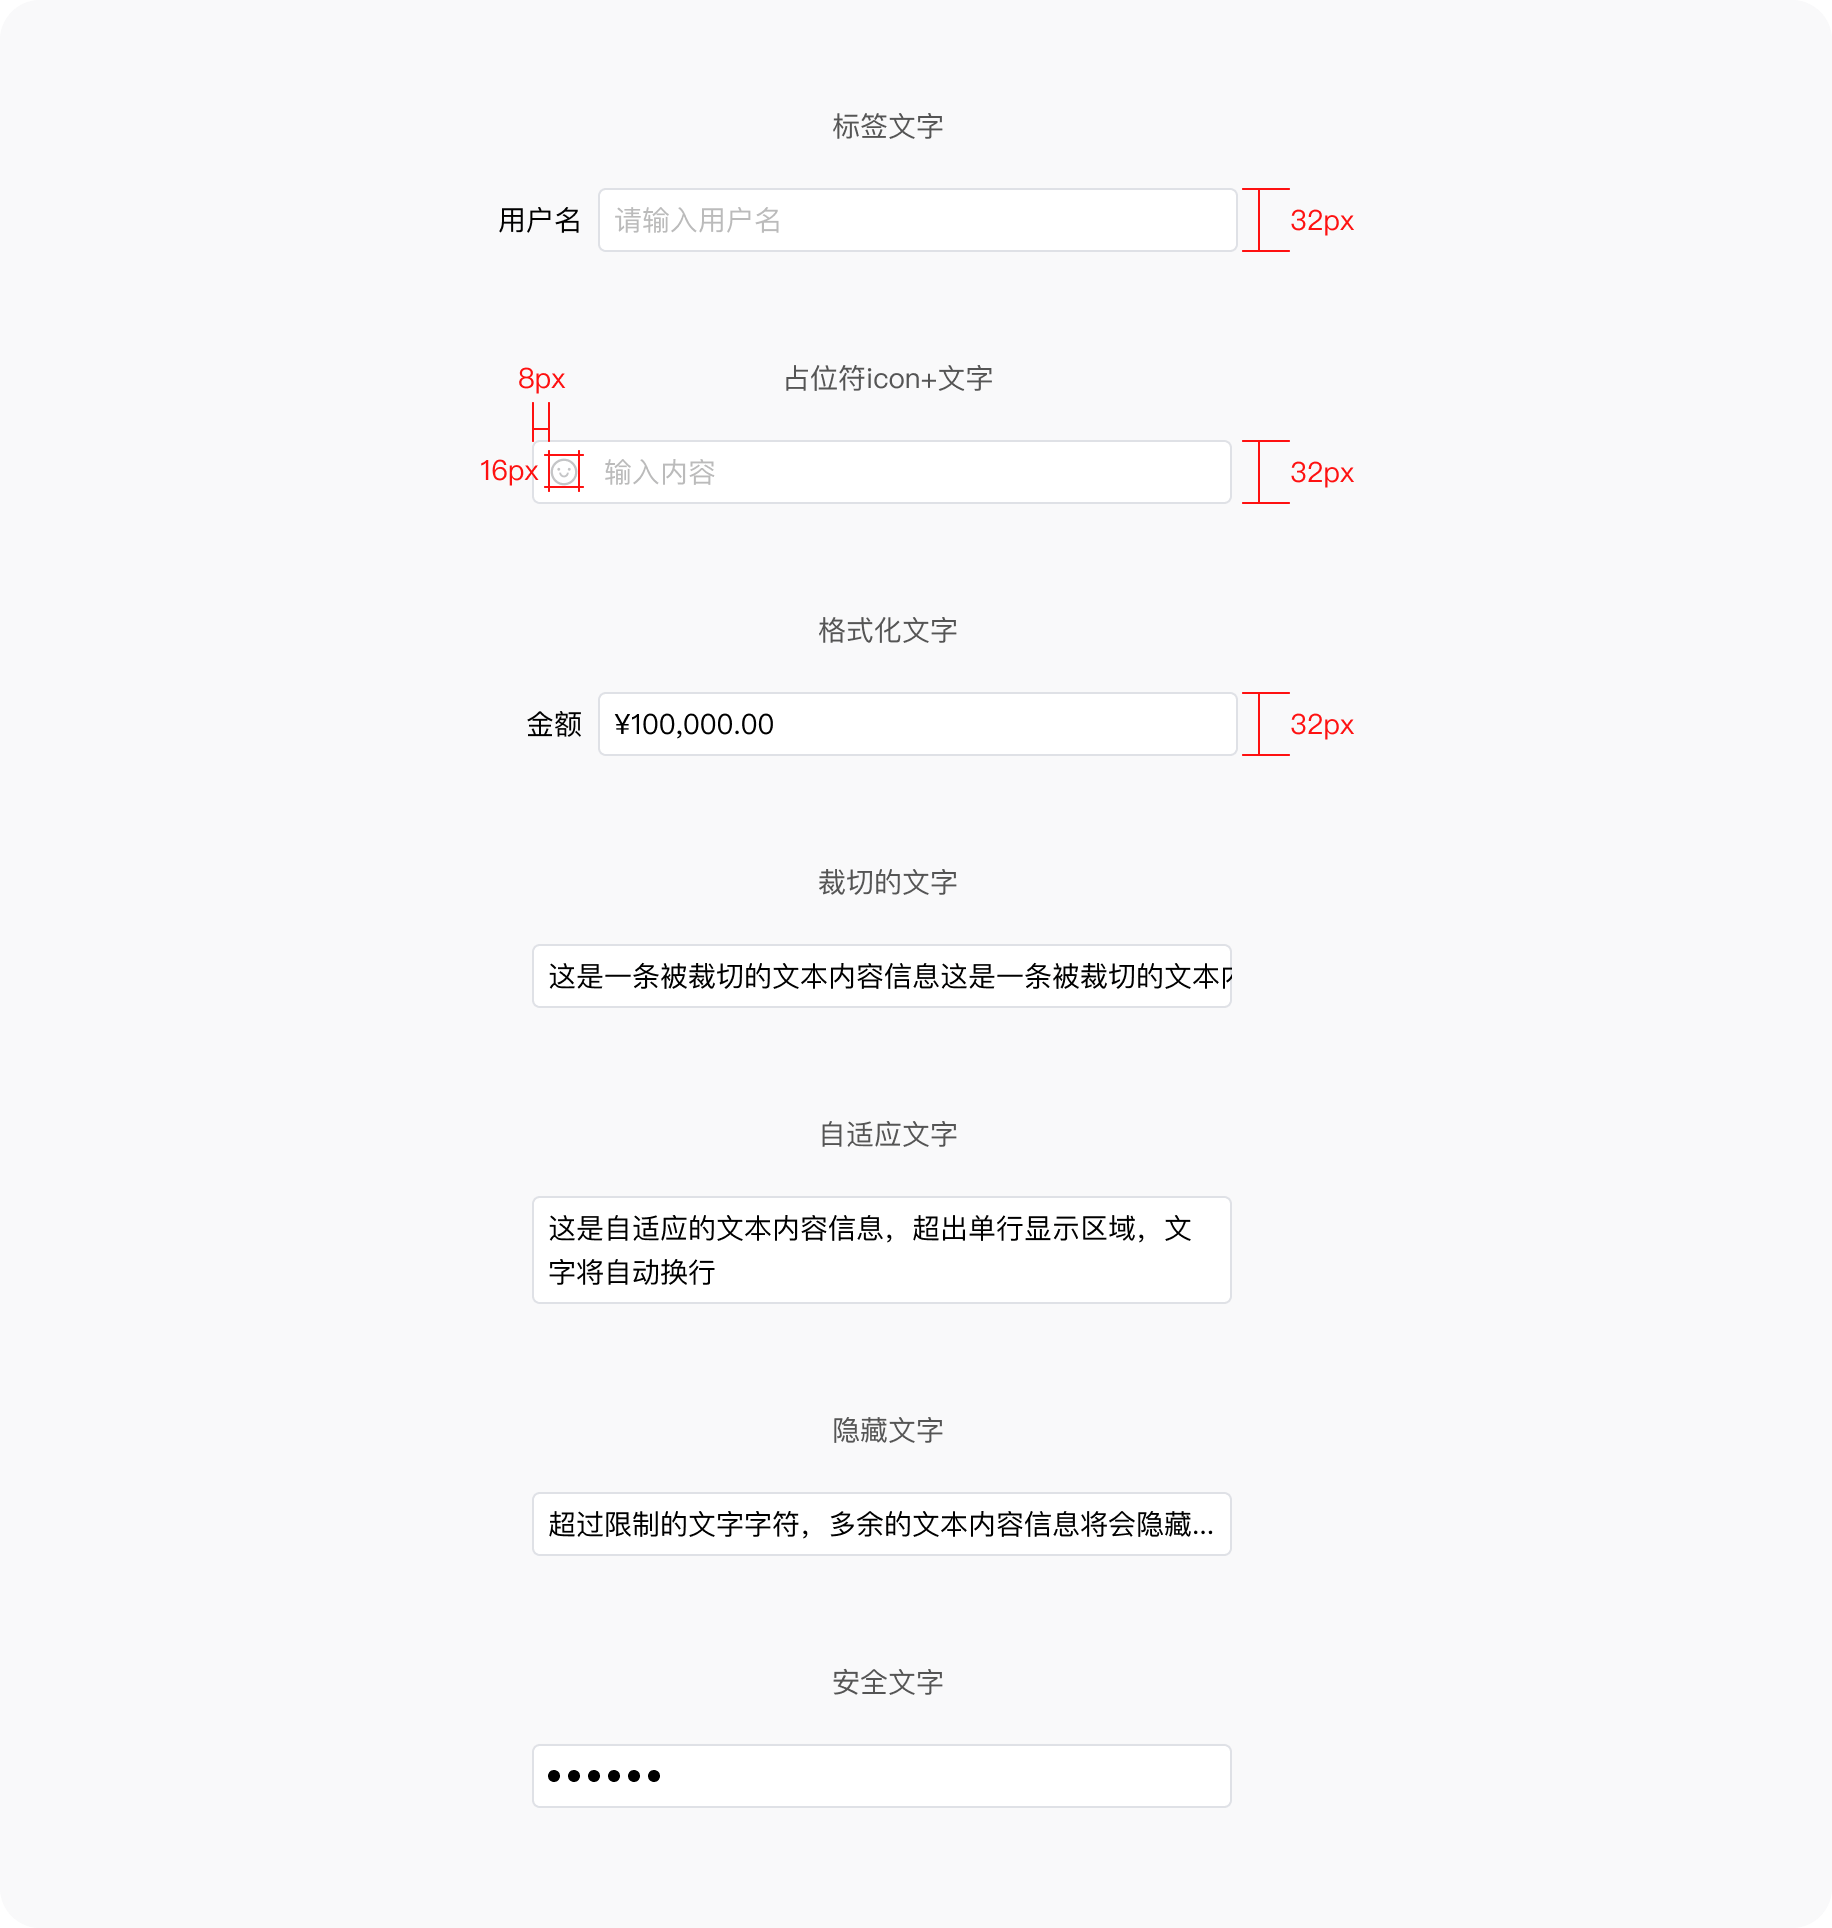 标签文字
用户名 请输入用户名 32px
8px 占位符icon+文字
16px 输入内容 32px
格式化文字
金额 ¥100,000.00 32px
裁切的文字
这是一条被裁切的文本内容信息这是一条被裁切的文本内
自适应文字
这是自适应的文本内容信息，超出单行显示区域，文
字将自动换行
隐藏文字
超过限制的文字字符，多余的文本内容信息将会隐藏...
安全文字
••••••